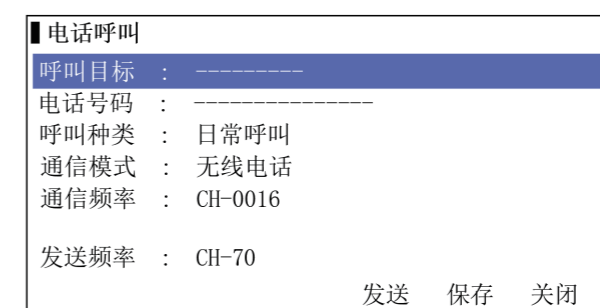 电话呼叫
呼叫目标 : ---------
电话号码 : ---------------
呼叫种类 : 日常呼叫
通信模式 : 无线电话
通信频率 : CH-0016
发送频率 : CH-70
发送 保存 关闭